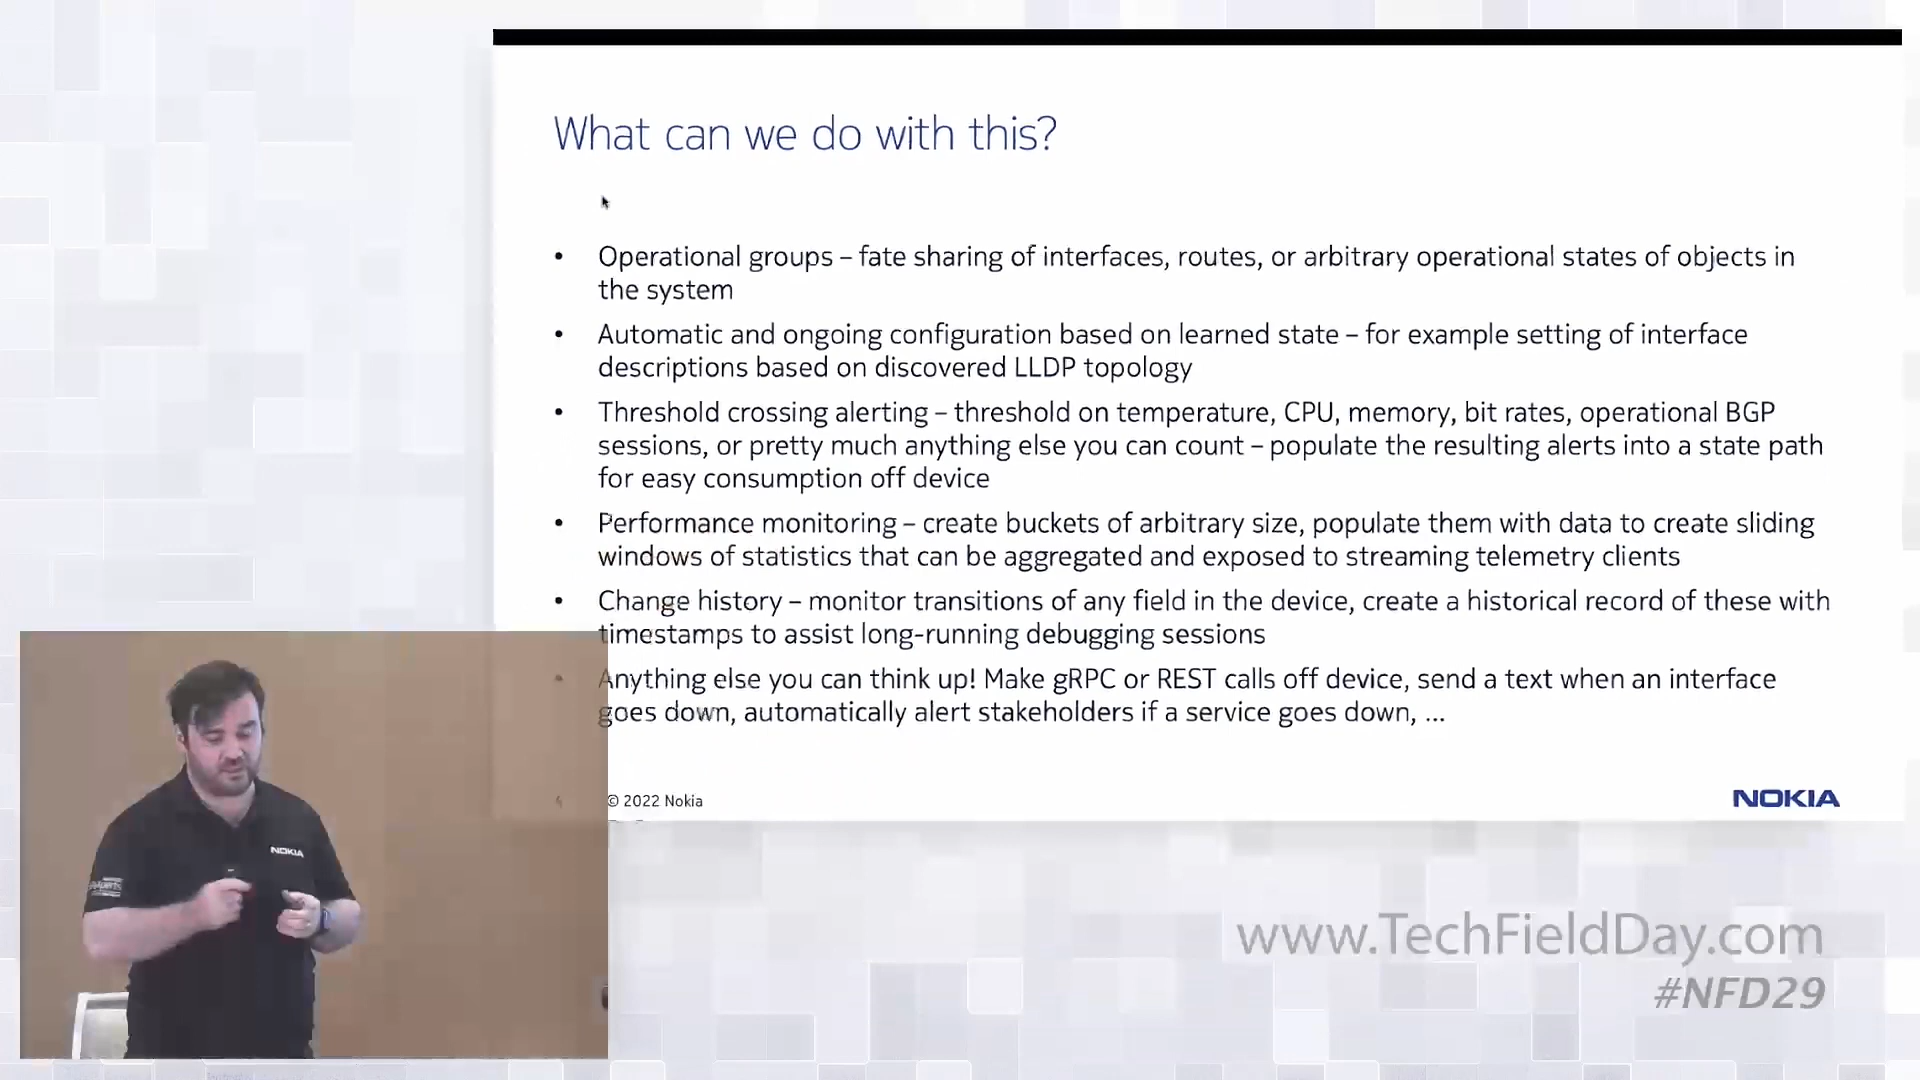 What can we do with this?
• Operational groups – fate sharing of interfaces, routes, or arbitrary operational states of objects in
the system
• Automatic and ongoing configuration based on learned state – for example setting of interface
descriptions based on discovered LLDP topology
• Threshold crossing alerting – threshold on temperature, CPU, memory, bit rates, operational BGP
sessions, or pretty much anything else you can count – populate the resulting alerts into a state path
for easy consumption off device
• Performance monitoring – create buckets of arbitrary size, populate them with data to create sliding
windows of statistics that can be aggregated and exposed to streaming telemetry clients
• Change history – monitor transitions of any field in the device, create a historical record of these with
timestamps to assist long-running debugging sessions
• Anything else you can think up! Make gRPC or REST calls off device, send a text when an interface
goes down, automatically alert stakeholders if a service goes down, ...
© 2022 Nokia
NOKIA
NOKIA
www.TechFieldDay.com
#NFD29